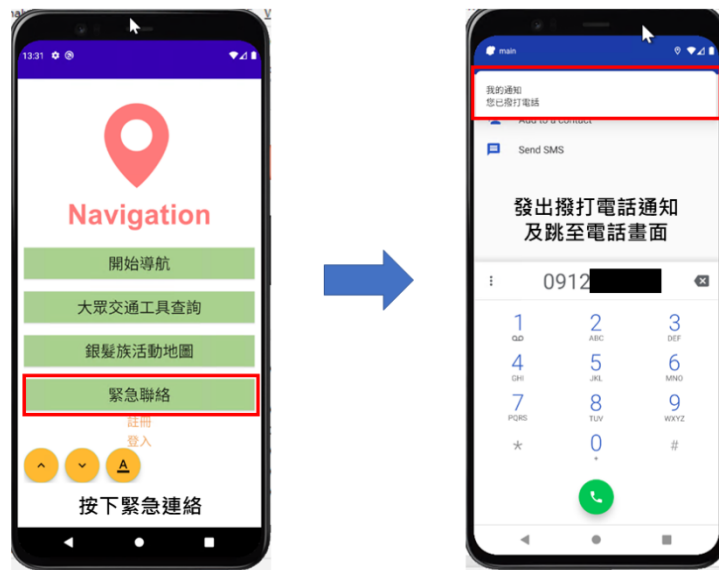 13:31
Navigation
開始導航
大眾交通工具查詢
銀髮族活動地圖
緊急聯絡
註冊
登入
A
按下緊急連絡
main
我的通知
您已撥打電話
Add to a contact
Send SMS
發出撥打電話通知
及跳至電話畫面
0912
1 2 3
ABC DEF
4 5 6
GHI JKL MNO
7 8 9
PQRS TUV WXYZ
* 0 #
+